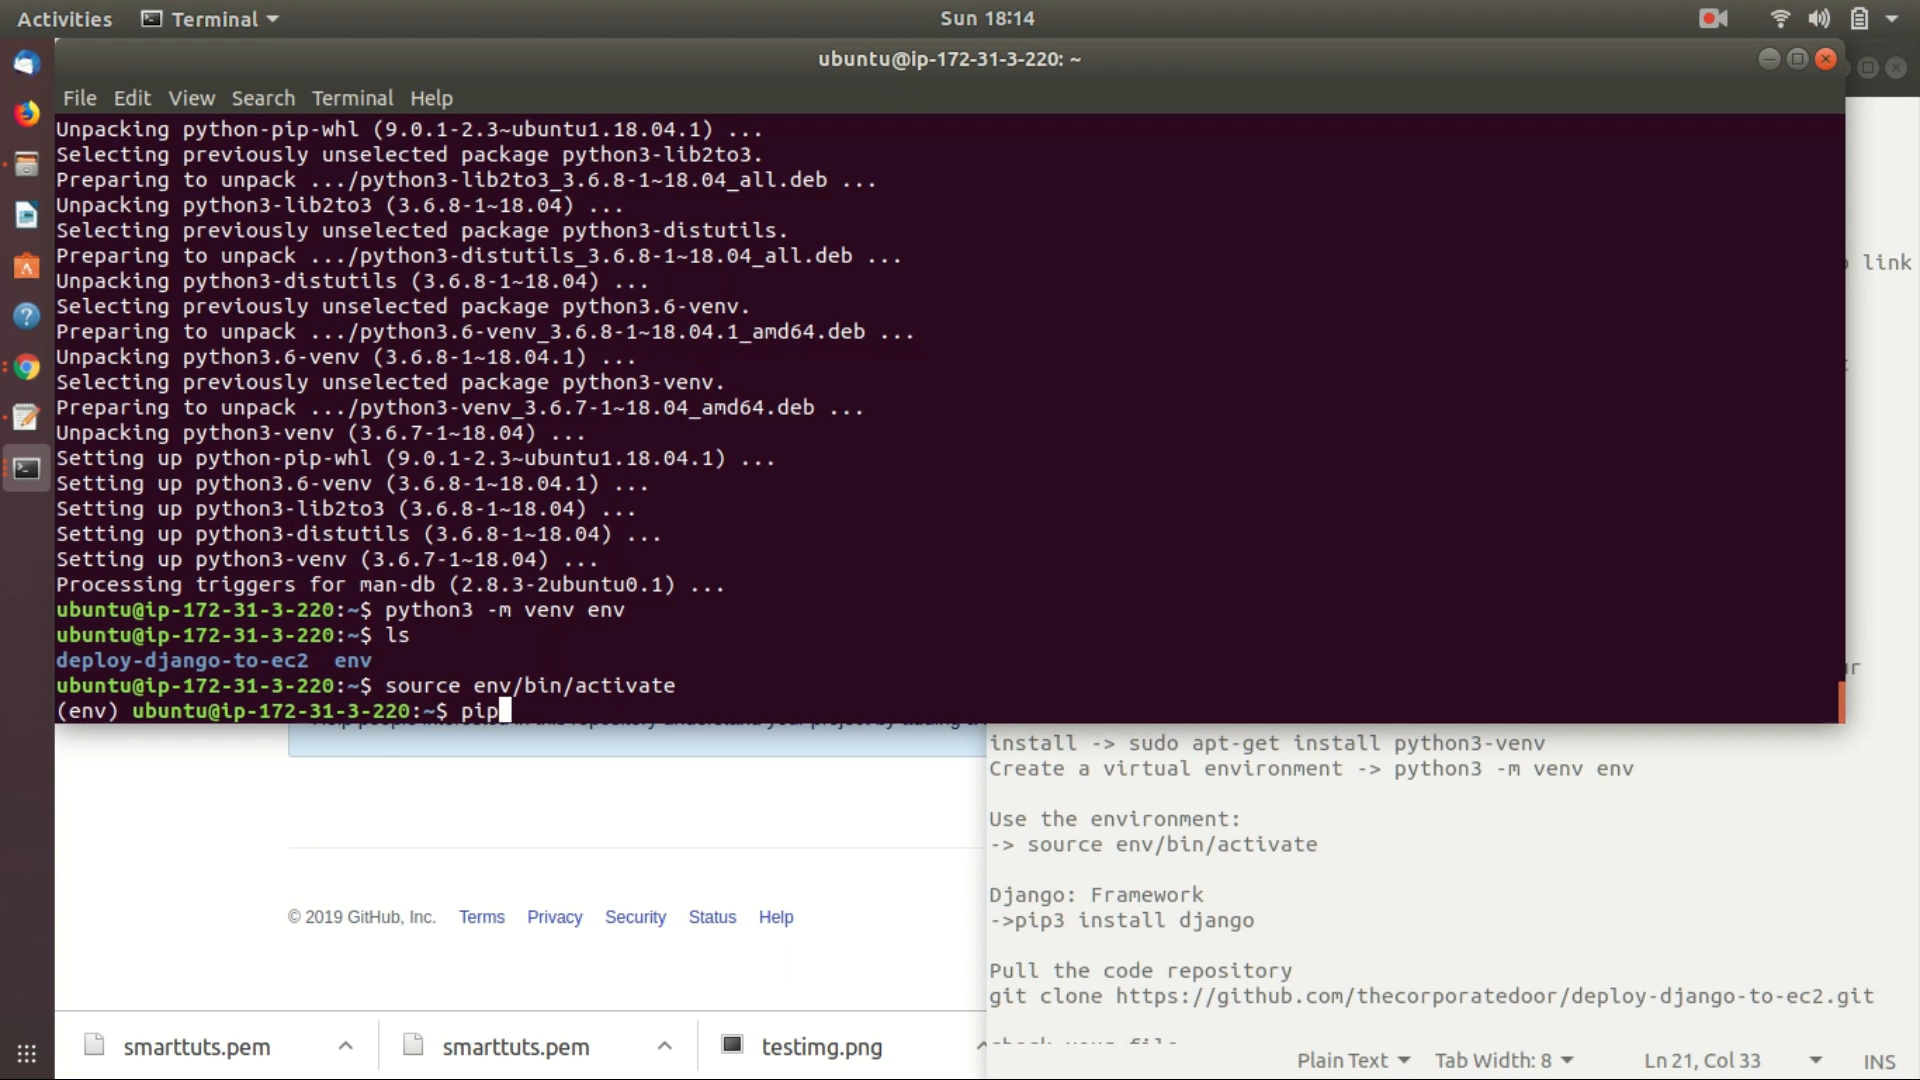 Activities
Terminal
Sun 18:14
ubuntu@ip-172-31-3-220: ~
File Edit View Search Terminal Help
Unpacking python-pip-whl (9.0.1-2.3~ubuntu1.18.04.1) ...
Selecting previously unselected package python3-lib2to3.
Preparing to unpack .../python3-lib2to3_3.6.8-1~18.04_all.deb ...
Unpacking python3-lib2to3 (3.6.8-1~18.04) ...
Selecting previously unselected package python3-distutils.
Preparing to unpack .../python3-distutils_3.6.8-1~18.04_all.deb ...
Unpacking python3-distutils (3.6.8-1~18.04) ...
Selecting previously unselected package python3.6-venv.
Preparing to unpack .../python3.6-venv_3.6.8-1~18.04.1_amd64.deb ...
Unpacking python3.6-venv (3.6.8-1~18.04.1) ...
Selecting previously unselected package python3-venv.
Preparing to unpack .../python3-venv_3.6.7-1~18.04_amd64.deb ...
Unpacking python3-venv (3.6.7-1~18.04) ...
Setting up python-pip-whl (9.0.1-2.3~ubuntu1.18.04.1) ...
Setting up python3.6-venv (3.6.8-1~18.04.1) ...
Setting up python3-lib2to3 (3.6.8-1~18.04) ...
Setting up python3-distutils (3.6.8-1~18.04) ...
Setting up python3-venv (3.6.7-1~18.04) ...
Processing triggers for man-db (2.8.3-2ubuntu0.1) ...
ubuntu@ip-172-31-3-220:~$ python3 -m venv env
ubuntu@ip-172-31-3-220:~$ ls
deploy-django-to-ec2 env
ubuntu@ip-172-31-3-220:~$ source env/bin/activate
(env) ubuntu@ip-172-31-3-220:~$ pip
link
install -> sudo apt-get install python3-venv
Create a virtual environment -> python3 -m venv env
Use the environment:
-> source env/bin/activate
Django: Framework
->pip3 install django
Pull the code repository
git clone https://github.com/thecorporatedoor/deploy-django-to-ec2.git
© 2019 GitHub, Inc. Terms Privacy Security Status Help
smarttuts.pem
smarttuts.pem
testimg.png
Plain Text
Tab Width: 8
Ln 21, Col 33
INS